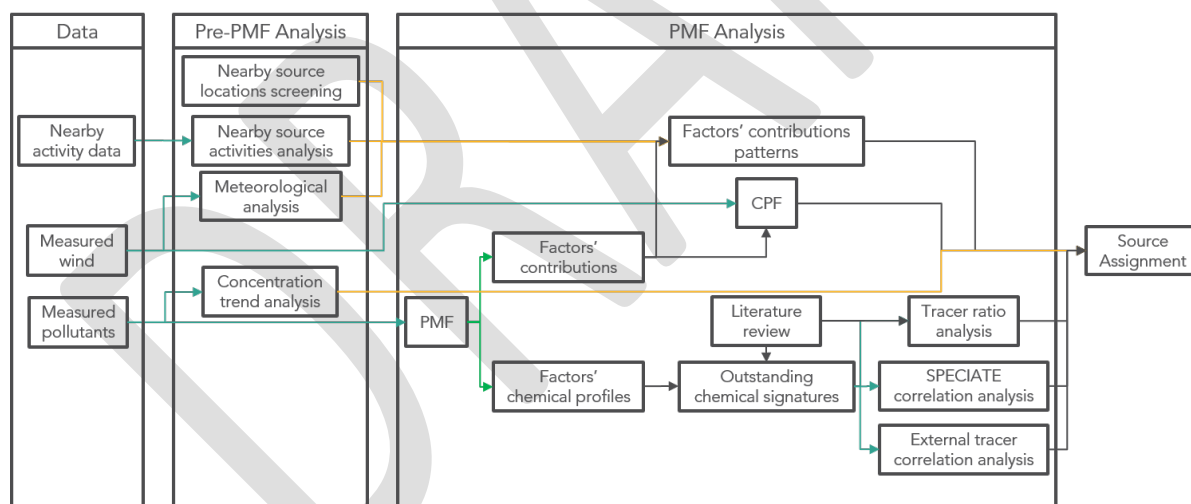 Data
Pre-PMF Analysis
PMF Analysis
Nearby source
locations screening
Nearby
activity data
Nearby source
activities analysis
Factors' contributions
patterns
Meteorological
analysis
CPF
Measured
wind
Factors'
contributions
Source
Assignment
Concentration
trend analysis
Measured
pollutants
PMF
Literature
review
Tracer ratio
analysis
Factors'
chemical profiles
Outstanding
chemical signatures
SPECIATE
correlation analysis
External tracer
correlation analysis